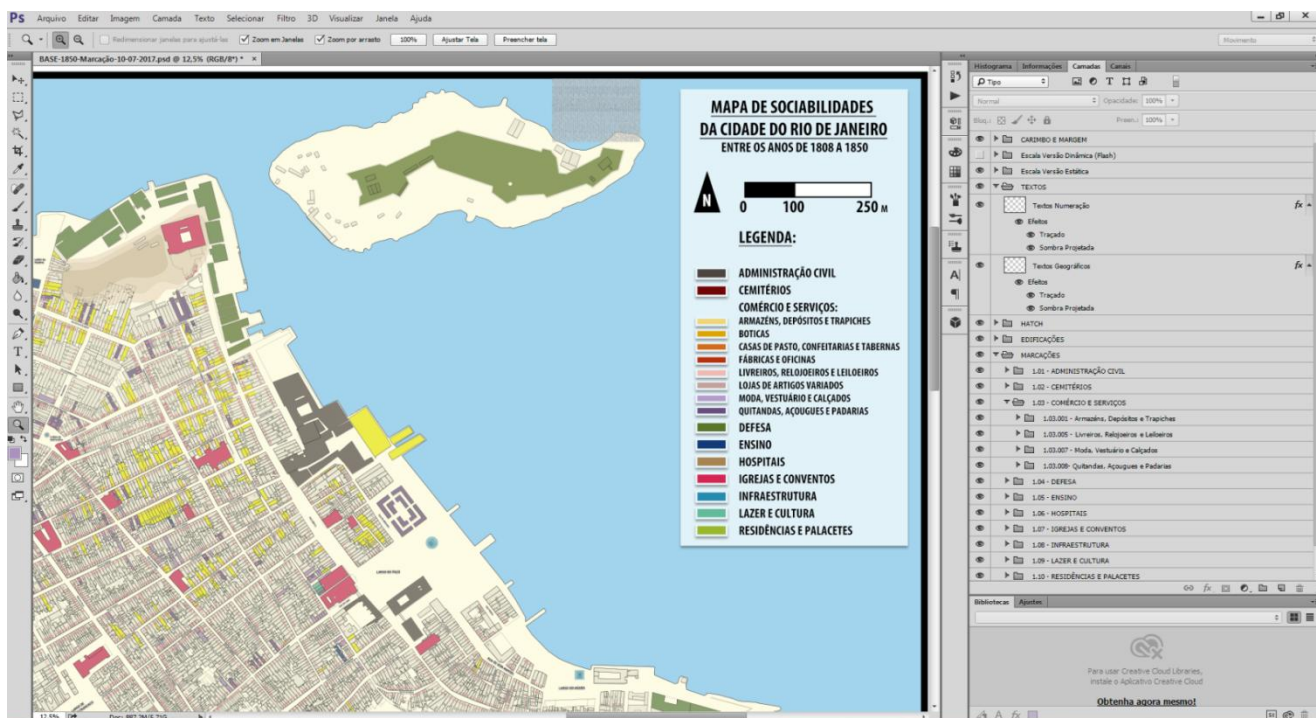 Ps Arquivo Editar Imagem Camada Texto Selecionar Filtro 3D Visualizar Janela Ajuda
Redimensionar janelas para ajustá-las Zoom em Janelas Zoom por arrasto 100% Ajustar Tela Preencher tela Movimento
BASE-1850-Marcação-10-07-2017.psd @ 12,5% (RGB/8*) * ×
MAPA DE SOCIABILIDADES
DA CIDADE DO RIO DE JANEIRO
ENTRE OS ANOS DE 1808 A 1850
N
0 100 250 M
LEGENDA:
ADMINISTRAÇÃO CIVIL
CEMITÉRIOS
COMÉRCIO E SERVIÇOS:
ARMAZÉNS, DEPÓSITOS E TRAPICHES
BOTICAS
CASAS DE PASTO, CONFEITARIAS E TABERNAS
FÁBRICAS E OFICINAS
LIVREIROS, RELOJOEIROS E LEILOEIROS
LOJAS DE ARTIGOS VARIADOS
MODA, VESTUÁRIO E CALÇADOS
QUITANDAS, AÇOUGUES E PADARIAS
DEFESA
ENSINO
HOSPITAIS
IGREJAS E CONVENTOS
INFRAESTRUTURA
LAZER E CULTURA
RESIDÊNCIAS E PALACETES
LARGO DO PAÇO
12,5%
Histograma Informações Camadas Canais
Tipo
Normal Opacidade: 100%
Bloq.: Preen.: 100%
CARIMBO E MARGEM
Escala Versão Dinâmica (Flash)
Escala Versão Estática
TEXTOS
Textos Numeração fx
Efeitos
Traçado
Sombra Projetada
Textos Geográficos fx
Efeitos
Traçado
Sombra Projetada
HATCH
EDIFICAÇÕES
MARCAÇÕES
1.01 - ADMINISTRAÇÃO CIVIL
1.02 - CEMITÉRIOS
1.03 - COMÉRCIO E SERVIÇOS
1.03.001 - Armazéns, Depósitos e Trapiches
1.03.005 - Livreiros, Relojoeiros e Leiloeiros
1.03.007 - Moda, Vestuário e Calçados
1.03.008- Quitandas, Açougues e Padarias
1.04 - DEFESA
1.05 - ENSINO
1.06 - HOSPITAIS
1.07 - IGREJAS E CONVENTOS
1.08 - INFRAESTRUTURA
1.09 - LAZER E CULTURA
1.10 - RESIDÊNCIAS E PALACETES
Bibliotecas Ajustes
Para usar Creative Cloud Libraries,
instale o Aplicativo Creative Cloud
Obtenha agora mesmo!